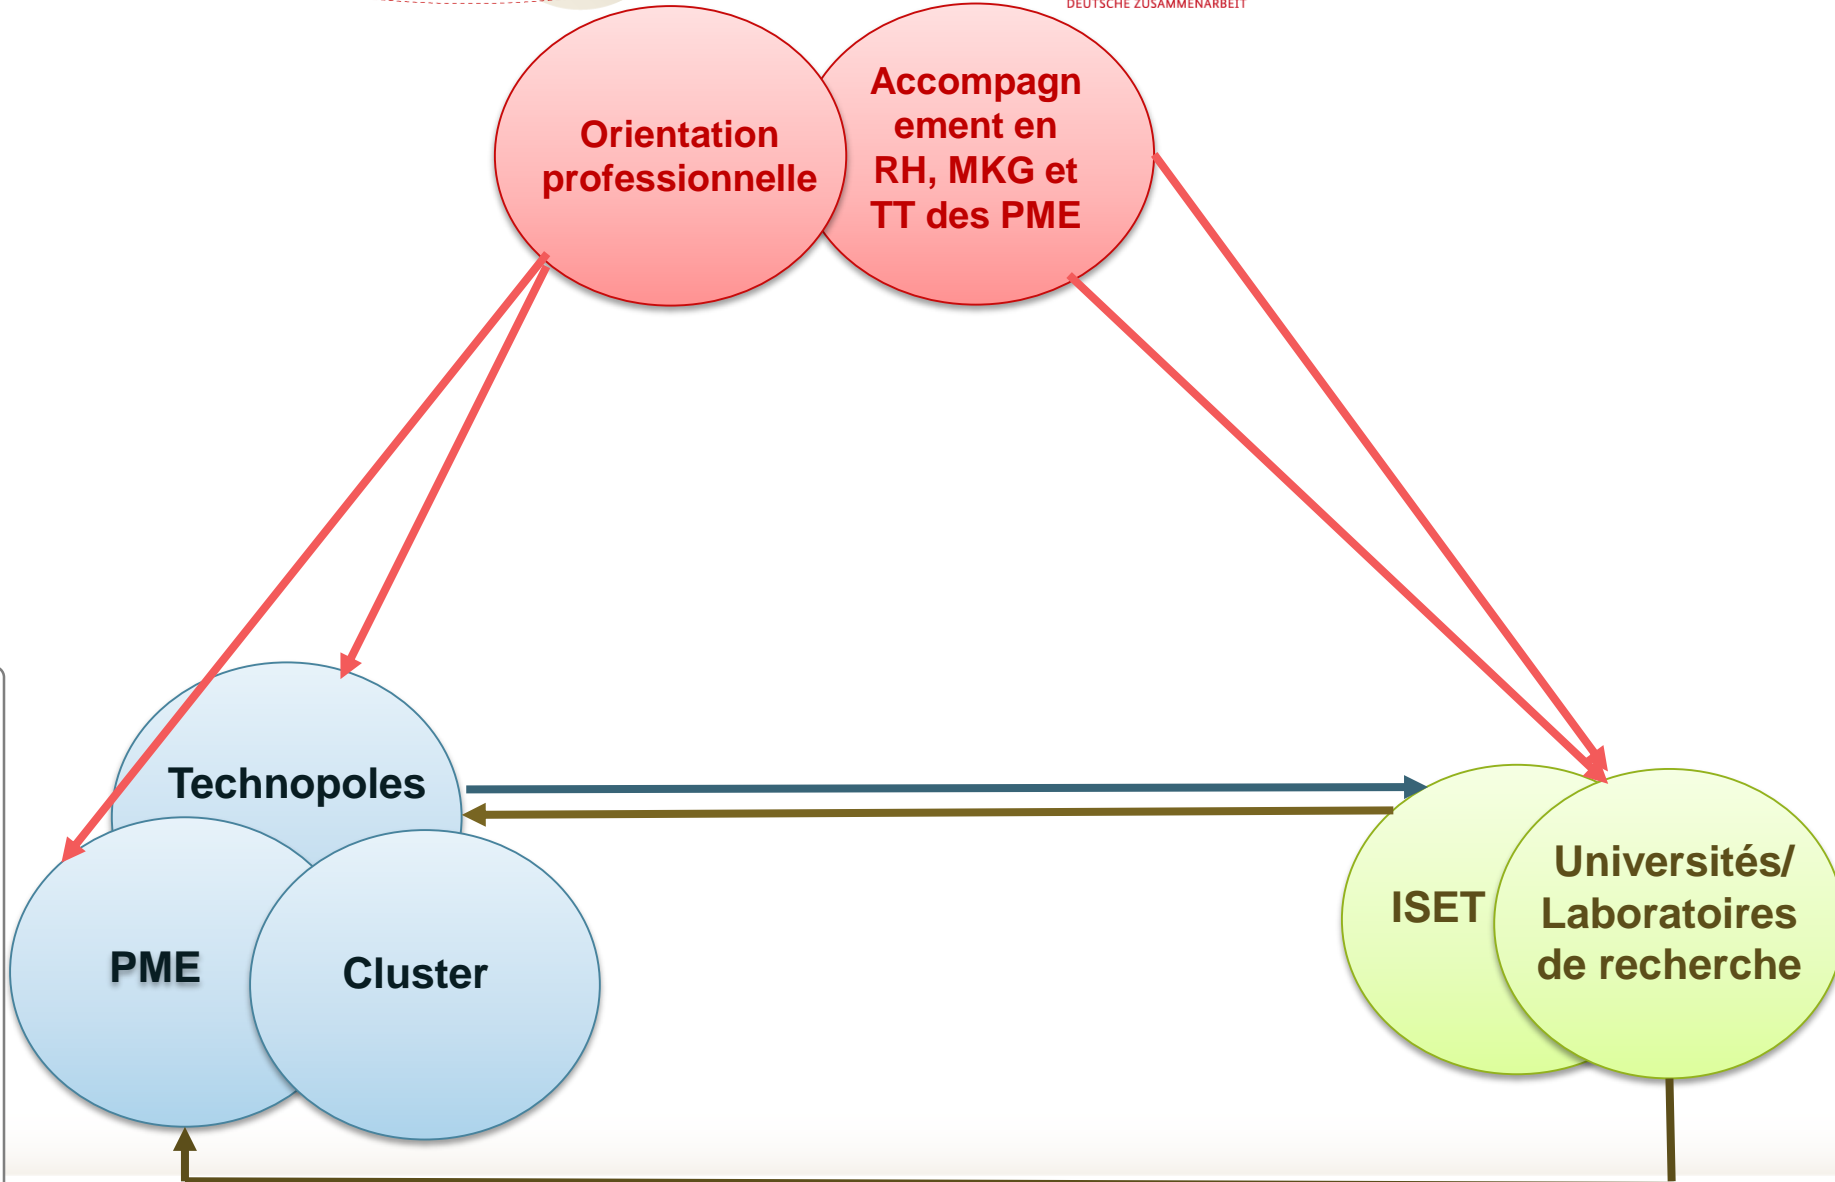 DEUTSCHE ZUSAMMENARBEIT
Orientation
professionnelle
Accompagn
ement en
RH, MKG et
TT des PME
Technopoles
PME
Cluster
ISET
Universités/
Laboratoires
de recherche